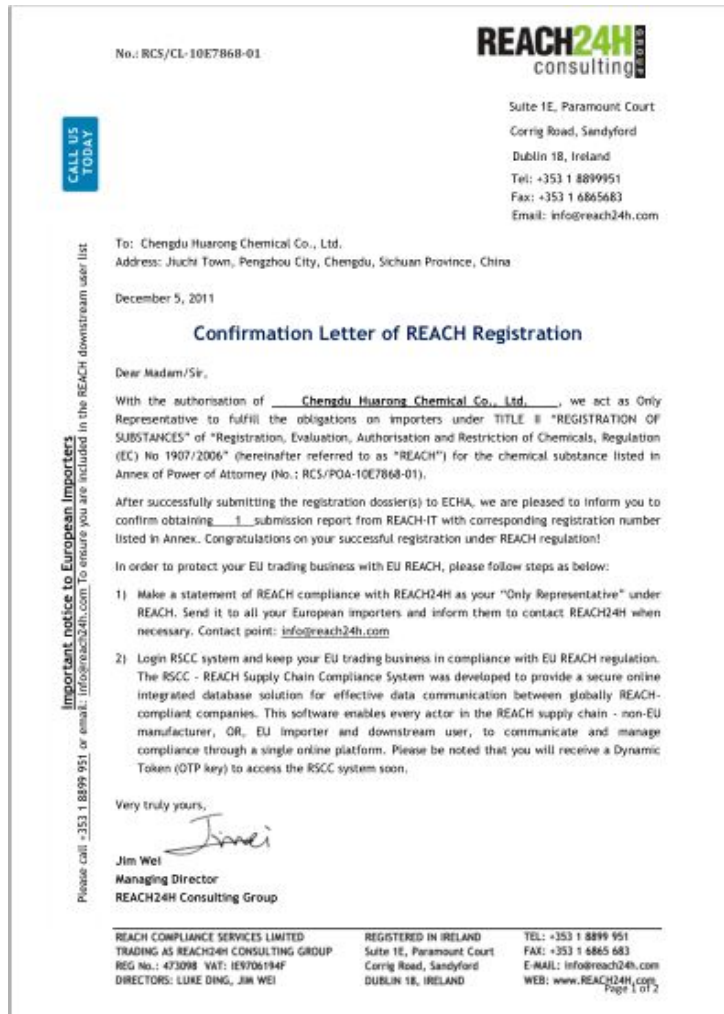 No.: RCS/CL-10E7868-01
REACH24H
GROUP
consulting
Suite 1E, Paramount Court
Corrig Road, Sandyford
Dublin 18, Ireland
Tel: +353 1 8899951
Fax: +353 1 6865683
Email: info@reach24h.com
CALL US
TODAY
Important notice to European Importers
Please call +353 1 8899 951 or email: info@reach24h.com To ensure you are included in the REACH downstream user list
To: Chengdu Huarong Chemical Co., Ltd.
Address: Jiuchi Town, Pengzhou City, Chengdu, Sichuan Province, China
December 5, 2011
Confirmation Letter of REACH Registration
Dear Madam/Sir,
With the authorisation of Chengdu Huarong Chemical Co., Ltd. , we act as Only
Representative to fulfill the obligations on importers under TITLE II "REGISTRATION OF
SUBSTANCES" of "Registration, Evaluation, Authorisation and Restriction of Chemicals, Regulation
(EC) No 1907/2006" (hereinafter referred to as "REACH") for the chemical substance listed in
Annex of Power of Attorney (No.: RCS/POA-10E7868-01).
After successfully submitting the registration dossier(s) to ECHA, we are pleased to inform you to
confirm obtaining 1 submission report from REACH-IT with corresponding registration number
listed in Annex. Congratulations on your successful registration under REACH regulation!
In order to protect your EU trading business with EU REACH, please follow steps as below:
1) Make a statement of REACH compliance with REACH24H as your "Only Representative" under
REACH. Send it to all your European importers and inform them to contact REACH24H when
necessary. Contact point: info@reach24h.com
2) Login RSCC system and keep your EU trading business in compliance with EU REACH regulation.
The RSCC - REACH Supply Chain Compliance System was developed to provide a secure online
integrated database solution for effective data communication between globally REACH-
compliant companies. This software enables every actor in the REACH supply chain - non-EU
manufacturer, OR, EU Importer and downstream user, to communicate and manage
compliance through a single online platform. Please be noted that you will receive a Dynamic
Token (OTP key) to access the RSCC system soon.
Very truly yours,
Jimei
Jim Wei
Managing Director
REACH24H Consulting Group
REACH COMPLIANCE SERVICES LIMITED
TRADING AS REACH24H CONSULTING GROUP
REG No.: 473098 VAT: IE9706194F
DIRECTORS: LUKE DING, JIM WEI
REGISTERED IN IRELAND
Suite 1E, Paramount Court
Corrig Road, Sandyford
DUBLIN 18, IRELAND
TEL: +353 1 8899 951
FAX: +353 1 6865 683
E-MAIL: info@reach24h.com
WEB: www.REACH24H.com
Page 1 of 2